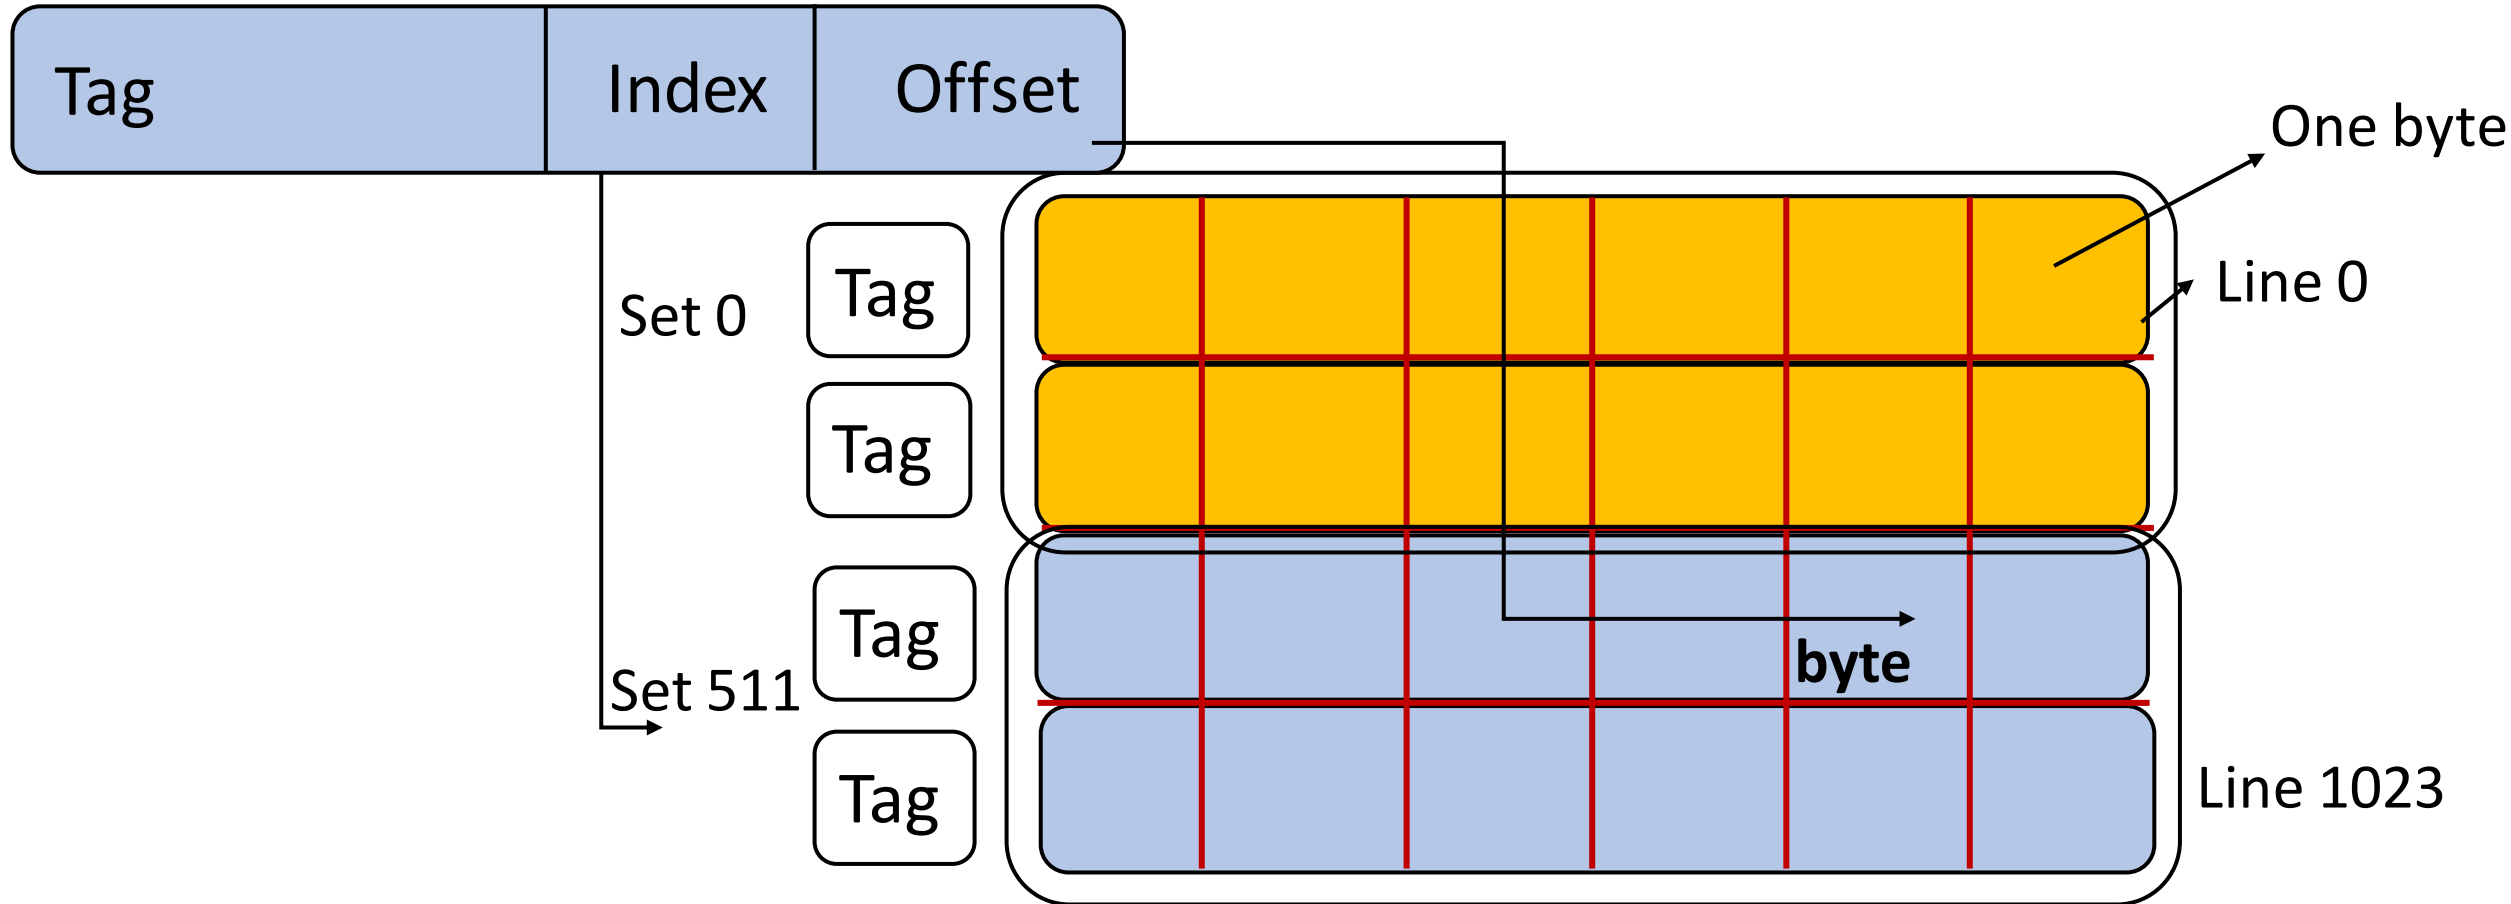 Tag Index Offset
One byte
Tag
Set 0
Line 0
Tag
Tag
byte
Set 511
Tag
Line 1023